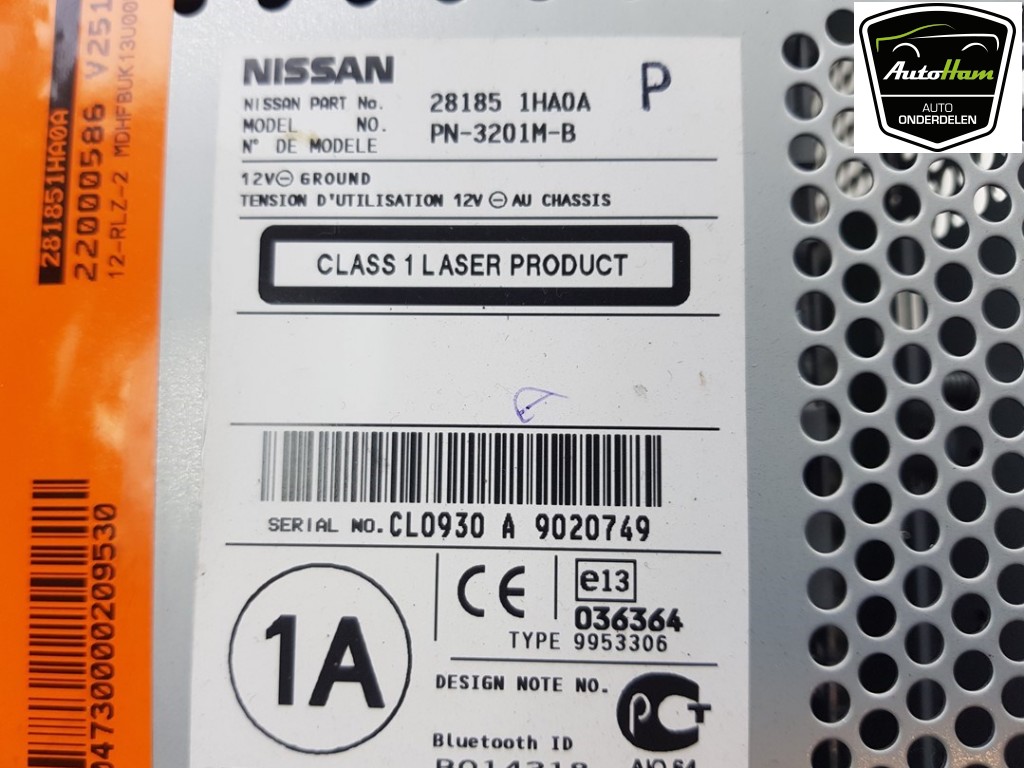 NISSAN
NISSAN PART No. 28185 1HA0A P
MODEL NO. PN-3201M-B
N° DE MODELE
12V⊖ GROUND
TENSION D'UTILISATION 12V ⊖ AU CHASSIS
CLASS 1 LASER PRODUCT
SERIAL NO. CL0930 A 9020749
1A
CE
e13
036364
TYPE 9953306
DESIGN NOTE NO.
Bluetooth ID
281851HA0A
22000586 V251
12-RLZ-2
AutoHam
AUTO
ONDERDELEN